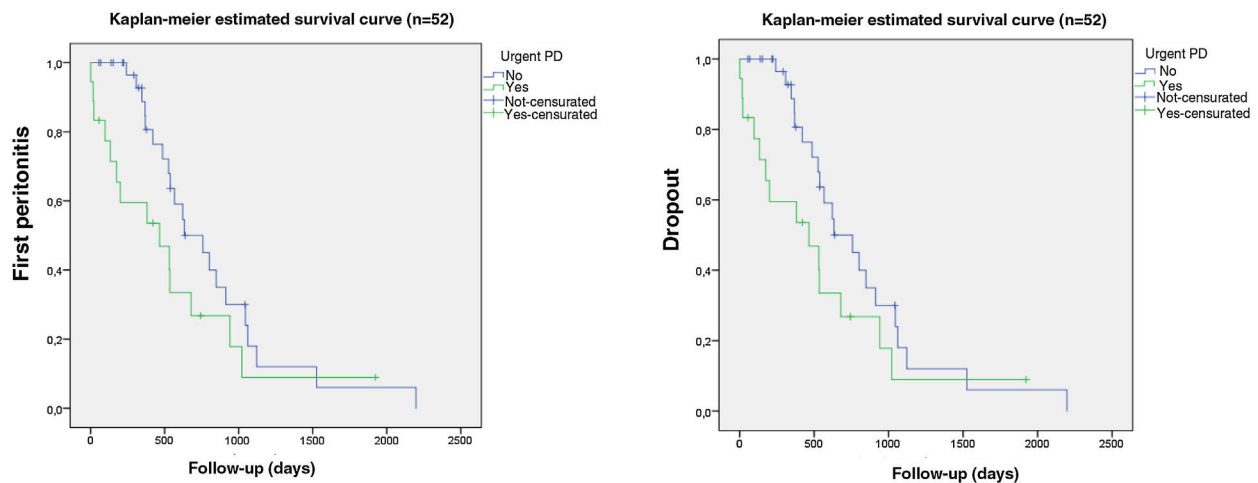 Kaplan-meier estimated survival curve (n=52)
First peritonitis
1,0
0,8
0,6
0,4
0,2
0,0
0
500
1000
1500
2000
2500
Follow-up (days)
Urgent PD
No
Yes
Not-censurated
Yes-censurated
Kaplan-meier estimated survival curve (n=52)
Dropout
1,0
0,8
0,6
0,4
0,2
0,0
0
500
1000
1500
2000
2500
Follow-up (days)
Urgent PD
No
Yes
Not-censurated
Yes-censurated